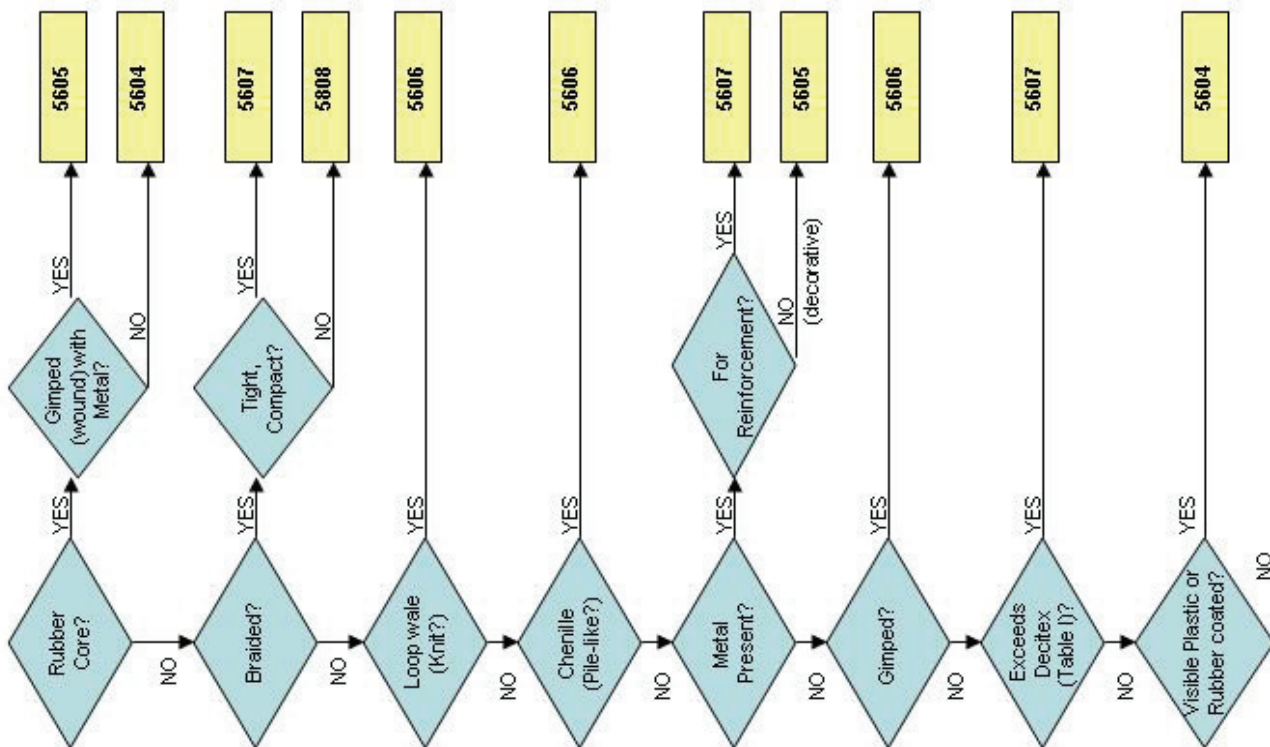 Rubber
Core?
YES
Gimped
(wound) with
Metal?
YES
5605
NO
5604
NO
Braided?
YES
Tight,
Compact?
YES
5607
NO
5808
NO
Loop wale
(Knit?)
YES
5606
NO
Chenille
(Pile-like?)
YES
5606
NO
Metal
Present?
YES
For
Reinforcement?
YES
5607
NO
(decorative)
5605
NO
Gimped?
YES
5606
NO
Exceeds
Decitex
(Table I)?
YES
5607
NO
Visible Plastic or
Rubber coated?
YES
5604
NO